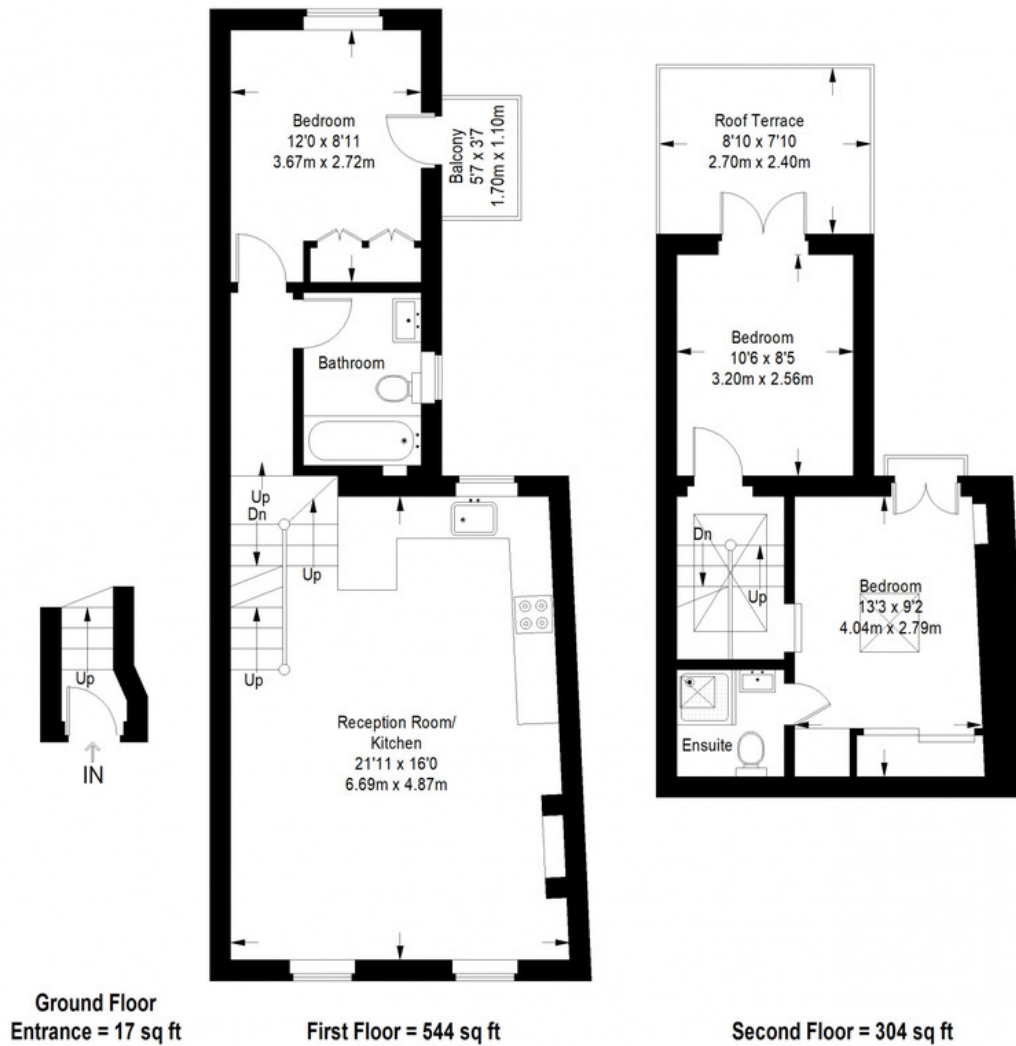 Bedroom
12'0 x 8'11
3.67m x 2.72m
Balcony
5'7 x 3'7
1.70m x 1.10m
Bathroom
Up
Dn
Up
Up
Reception Room/
Kitchen
21'11 x 16'0
6.69m x 4.87m
Up
IN
Roof Terrace
8'10 x 7'10
2.70m x 2.40m
Bedroom
10'6 x 8'5
3.20m x 2.56m
Dn
Up
Bedroom
13'3 x 9'2
4.04m x 2.79m
Ensuite
Ground Floor
Entrance = 17 sq ft
First Floor = 544 sq ft
Second Floor = 304 sq ft